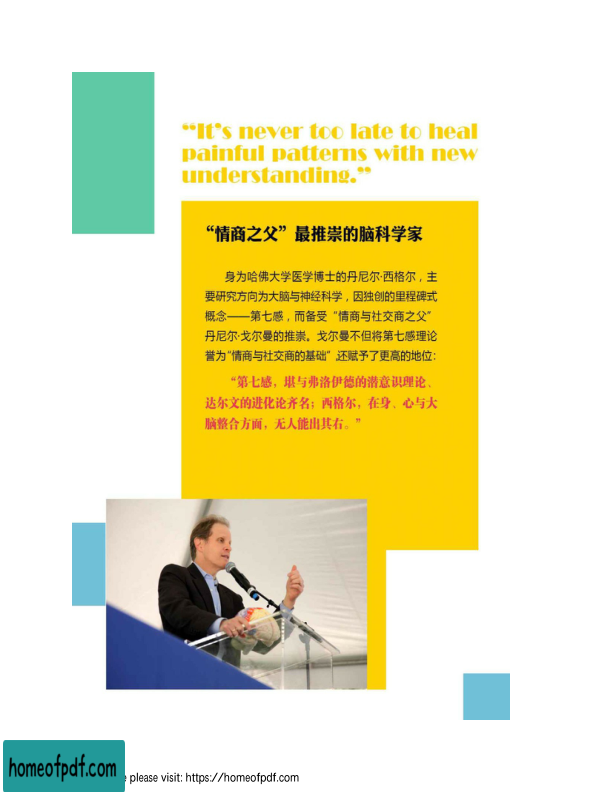 “It’s never too late to heal
painful patterns with new
understanding.”
“情商之父”最推崇的脑科学家
身为哈佛大学医学博士的丹尼尔·西格尔，主
要研究方向为大脑与神经科学，因独创的里程碑式
概念——第七感，而备受“情商与社交商之父”
丹尼尔·戈尔曼的推崇。戈尔曼不但将第七感理论
誉为“情商与社交商的基础”，还赋予了更高的地位：
“第七感，堪与弗洛伊德的潜意识理论、
达尔文的进化论齐名；西格尔，在身、心与大
脑整合方面，无人能出其右。”
homeofpdf.com
please visit: https://homeofpdf.com